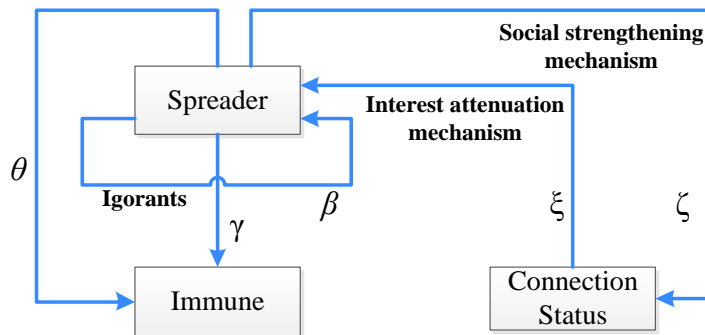 Social strengthening
mechanism
Spreader
Interest attenuation
mechanism
θ
Igorants
β
ξ
ζ
γ
Immune
Connection
Status